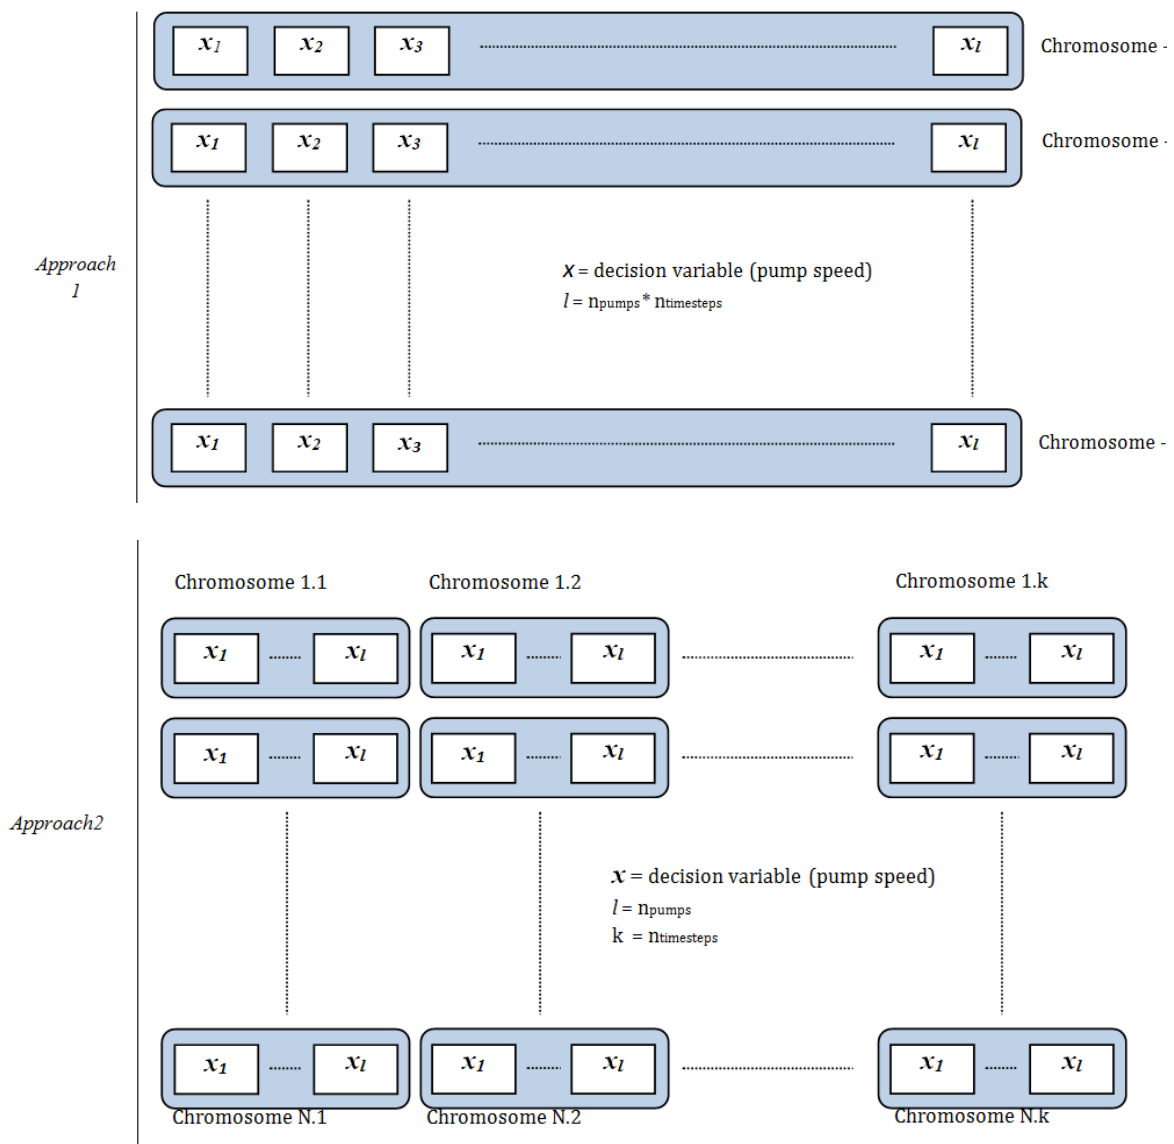 x1 x2 x3 xl Chromosome -
x1 x2 x3 xl Chromosome -
Approach
1
x = decision variable (pump speed)
l = npumps* ntimesteps
x1 x2 x3 xl Chromosome -
Chromosome 1.1 Chromosome 1.2 Chromosome 1.k
x1 xl x1 xl x1 xl
x1 xl x1 xl x1 xl
Approach2
x = decision variable (pump speed)
l = npumps
k = ntimesteps
x1 xl x1 xl x1 xl
Chromosome N.1 Chromosome N.2 Chromosome N.k